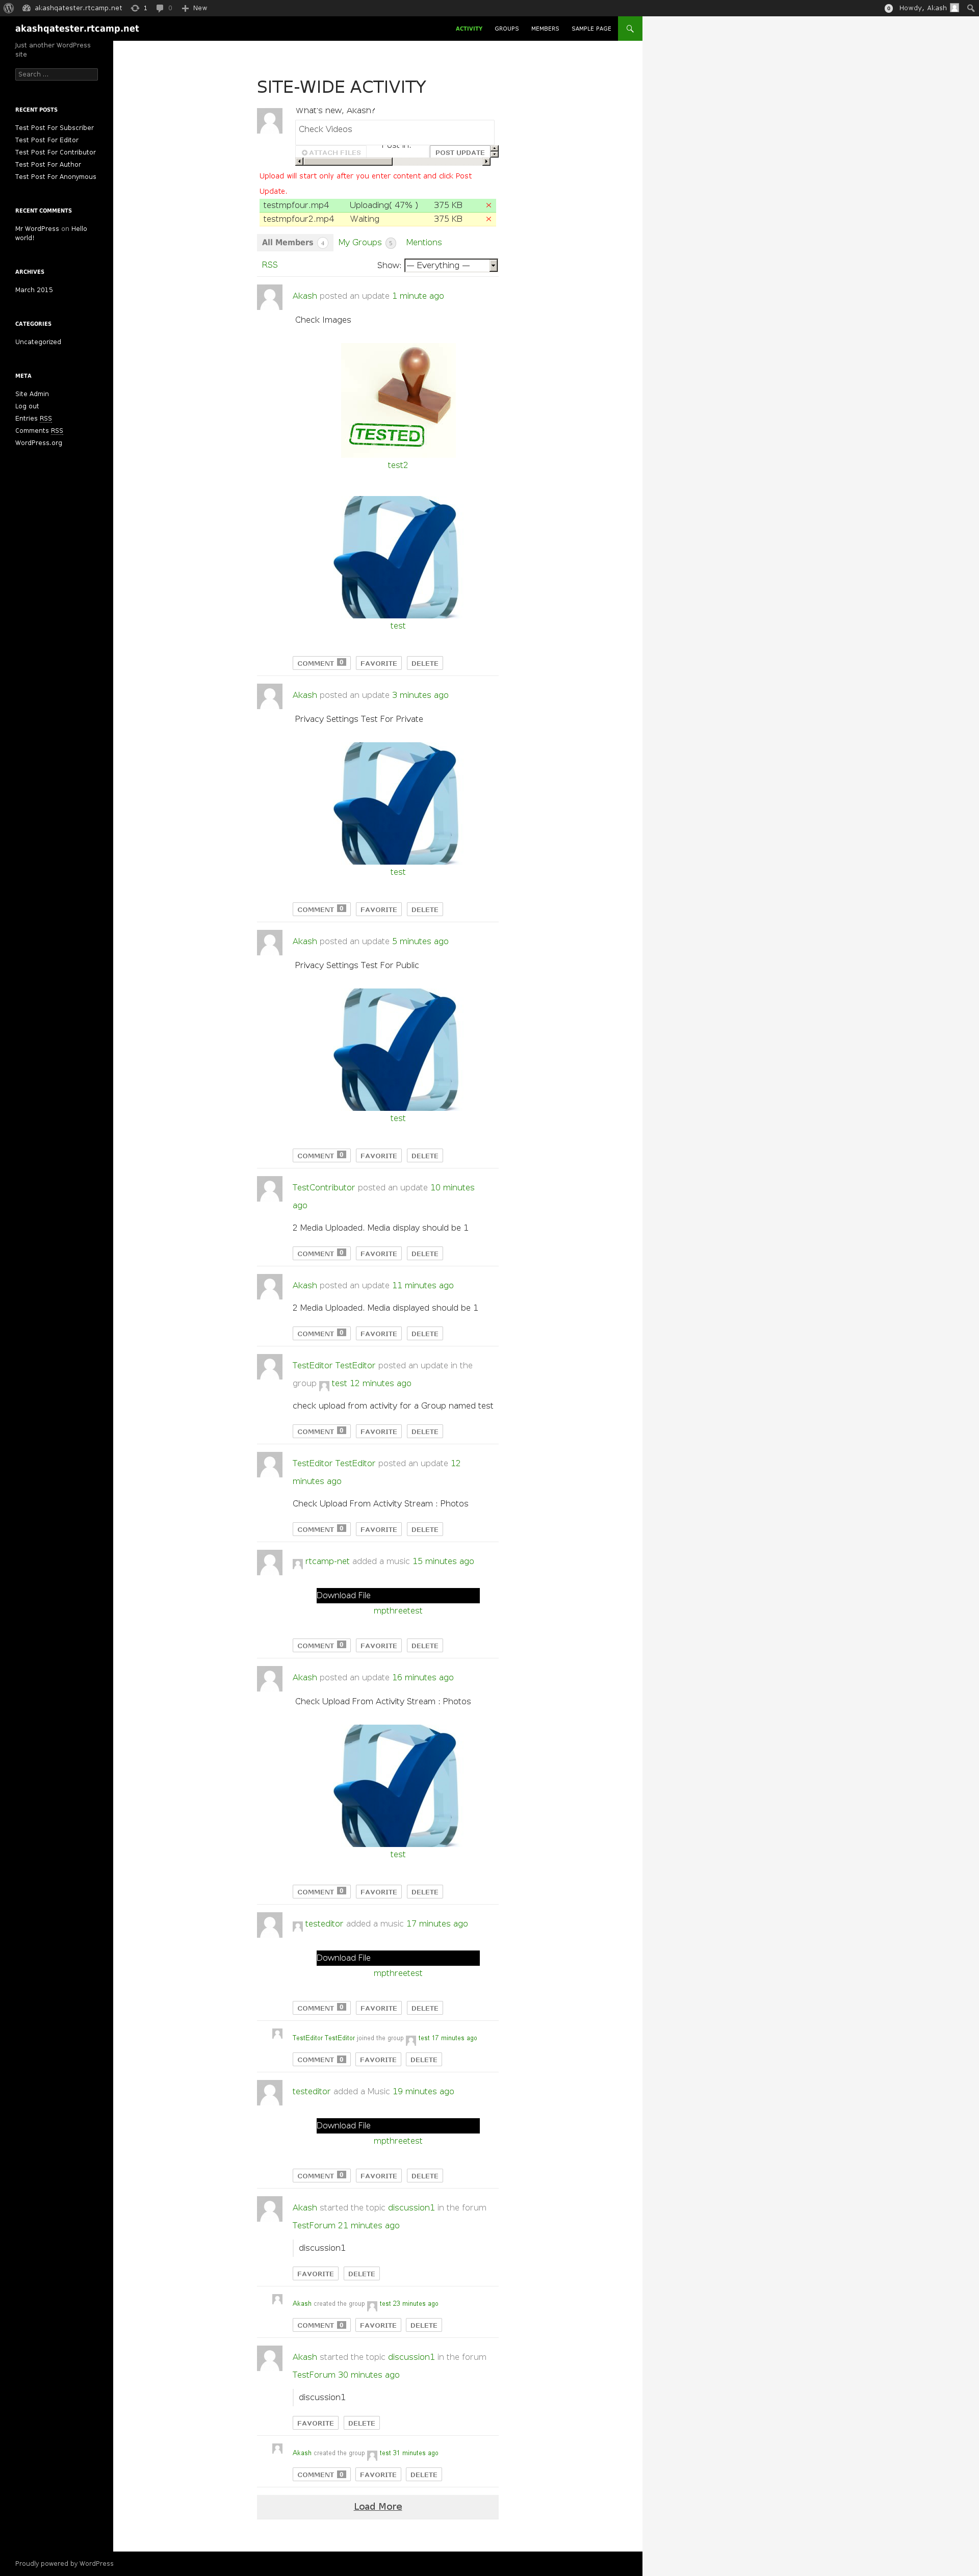 akashqatester.rtcamp.net 1 0 New 0 Howdy, Akash
akashqatester.rtcamp.net
ACTIVITY GROUPS MEMBERS SAMPLE PAGE
Just another WordPress
site
Search ...
RECENT POSTS
Test Post For Subscriber
Test Post For Editor
Test Post For Contributor
Test Post For Author
Test Post For Anonymous
RECENT COMMENTS
Mr WordPress on Hello
world!
ARCHIVES
March 2015
CATEGORIES
Uncategorized
META
Site Admin
Log out
Entries RSS
Comments RSS
WordPress.org
SITE-WIDE ACTIVITY
What's new, Akash?
Check Videos
ATTACH FILES Post in: POST UPDATE
Upload will start only after you enter content and click Post
Update.
testmpfour.mp4 Uploading( 47% ) 375 KB ×
testmpfour2.mp4 Waiting 375 KB ×
All Members 4 My Groups 5 Mentions
RSS Show: — Everything —
Akash posted an update 1 minute ago
Check Images
TESTED
test2
test
COMMENT 0 FAVORITE DELETE
Akash posted an update 3 minutes ago
Privacy Settings Test For Private
test
COMMENT 0 FAVORITE DELETE
Akash posted an update 5 minutes ago
Privacy Settings Test For Public
test
COMMENT 0 FAVORITE DELETE
TestContributor posted an update 10 minutes
ago
2 Media Uploaded. Media display should be 1
COMMENT 0 FAVORITE DELETE
Akash posted an update 11 minutes ago
2 Media Uploaded. Media displayed should be 1
COMMENT 0 FAVORITE DELETE
TestEditor TestEditor posted an update in the
group test 12 minutes ago
check upload from activity for a Group named test
COMMENT 0 FAVORITE DELETE
TestEditor TestEditor posted an update 12
minutes ago
Check Upload From Activity Stream : Photos
COMMENT 0 FAVORITE DELETE
rtcamp-net added a music 15 minutes ago
Download File
mpthreetest
COMMENT 0 FAVORITE DELETE
Akash posted an update 16 minutes ago
Check Upload From Activity Stream : Photos
test
COMMENT 0 FAVORITE DELETE
testeditor added a music 17 minutes ago
Download File
mpthreetest
COMMENT 0 FAVORITE DELETE
TestEditor TestEditor joined the group test 17 minutes ago
COMMENT 0 FAVORITE DELETE
testeditor added a Music 19 minutes ago
Download File
mpthreetest
COMMENT 0 FAVORITE DELETE
Akash started the topic discussion1 in the forum
TestForum 21 minutes ago
discussion1
FAVORITE DELETE
Akash created the group test 23 minutes ago
COMMENT 0 FAVORITE DELETE
Akash started the topic discussion1 in the forum
TestForum 30 minutes ago
discussion1
FAVORITE DELETE
Akash created the group test 31 minutes ago
COMMENT 0 FAVORITE DELETE
Load More
Proudly powered by WordPress